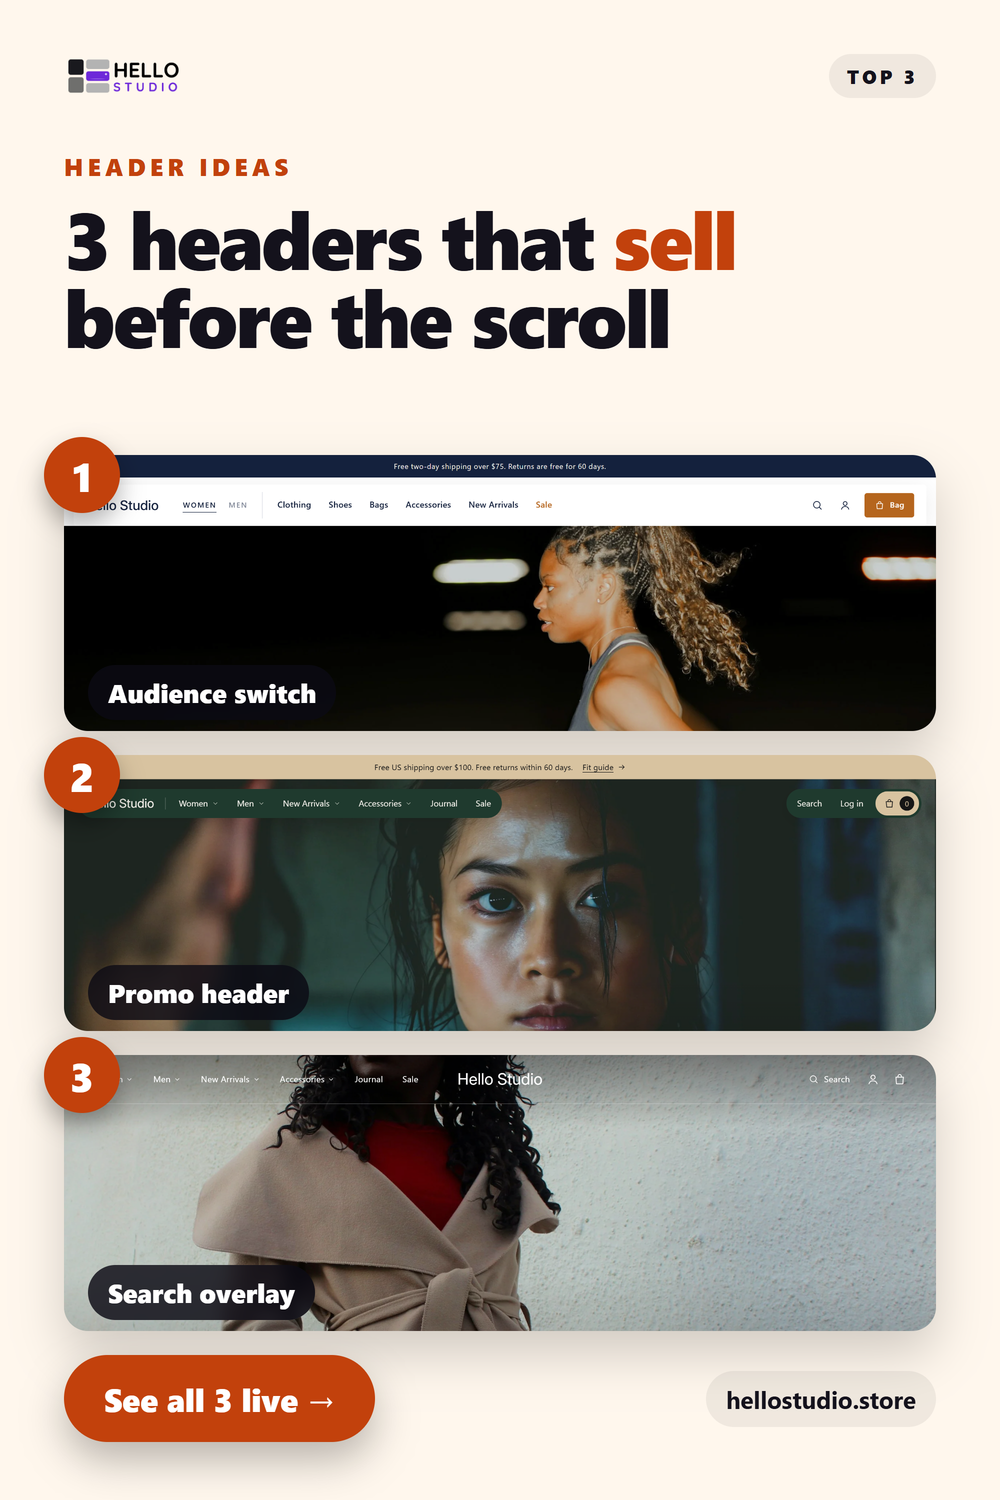 HELLO
STUDIO
TOP 3
HEADER IDEAS
3 headers that sell
before the scroll
1
Free two-day shipping over $75. Returns are free for 60 days.
Studio WOMEN MEN Clothing Shoes Bags Accessories New Arrivals Sale Bag
Audience switch
2
Free US shipping over $100. Free returns within 60 days. Fit guide →
Studio Women Men New Arrivals Accessories Journal Sale Search Log in 0
Promo header
3
Men New Arrivals Accessories Journal Sale Hello Studio Search
Search overlay
See all 3 live →
hellostudio.store